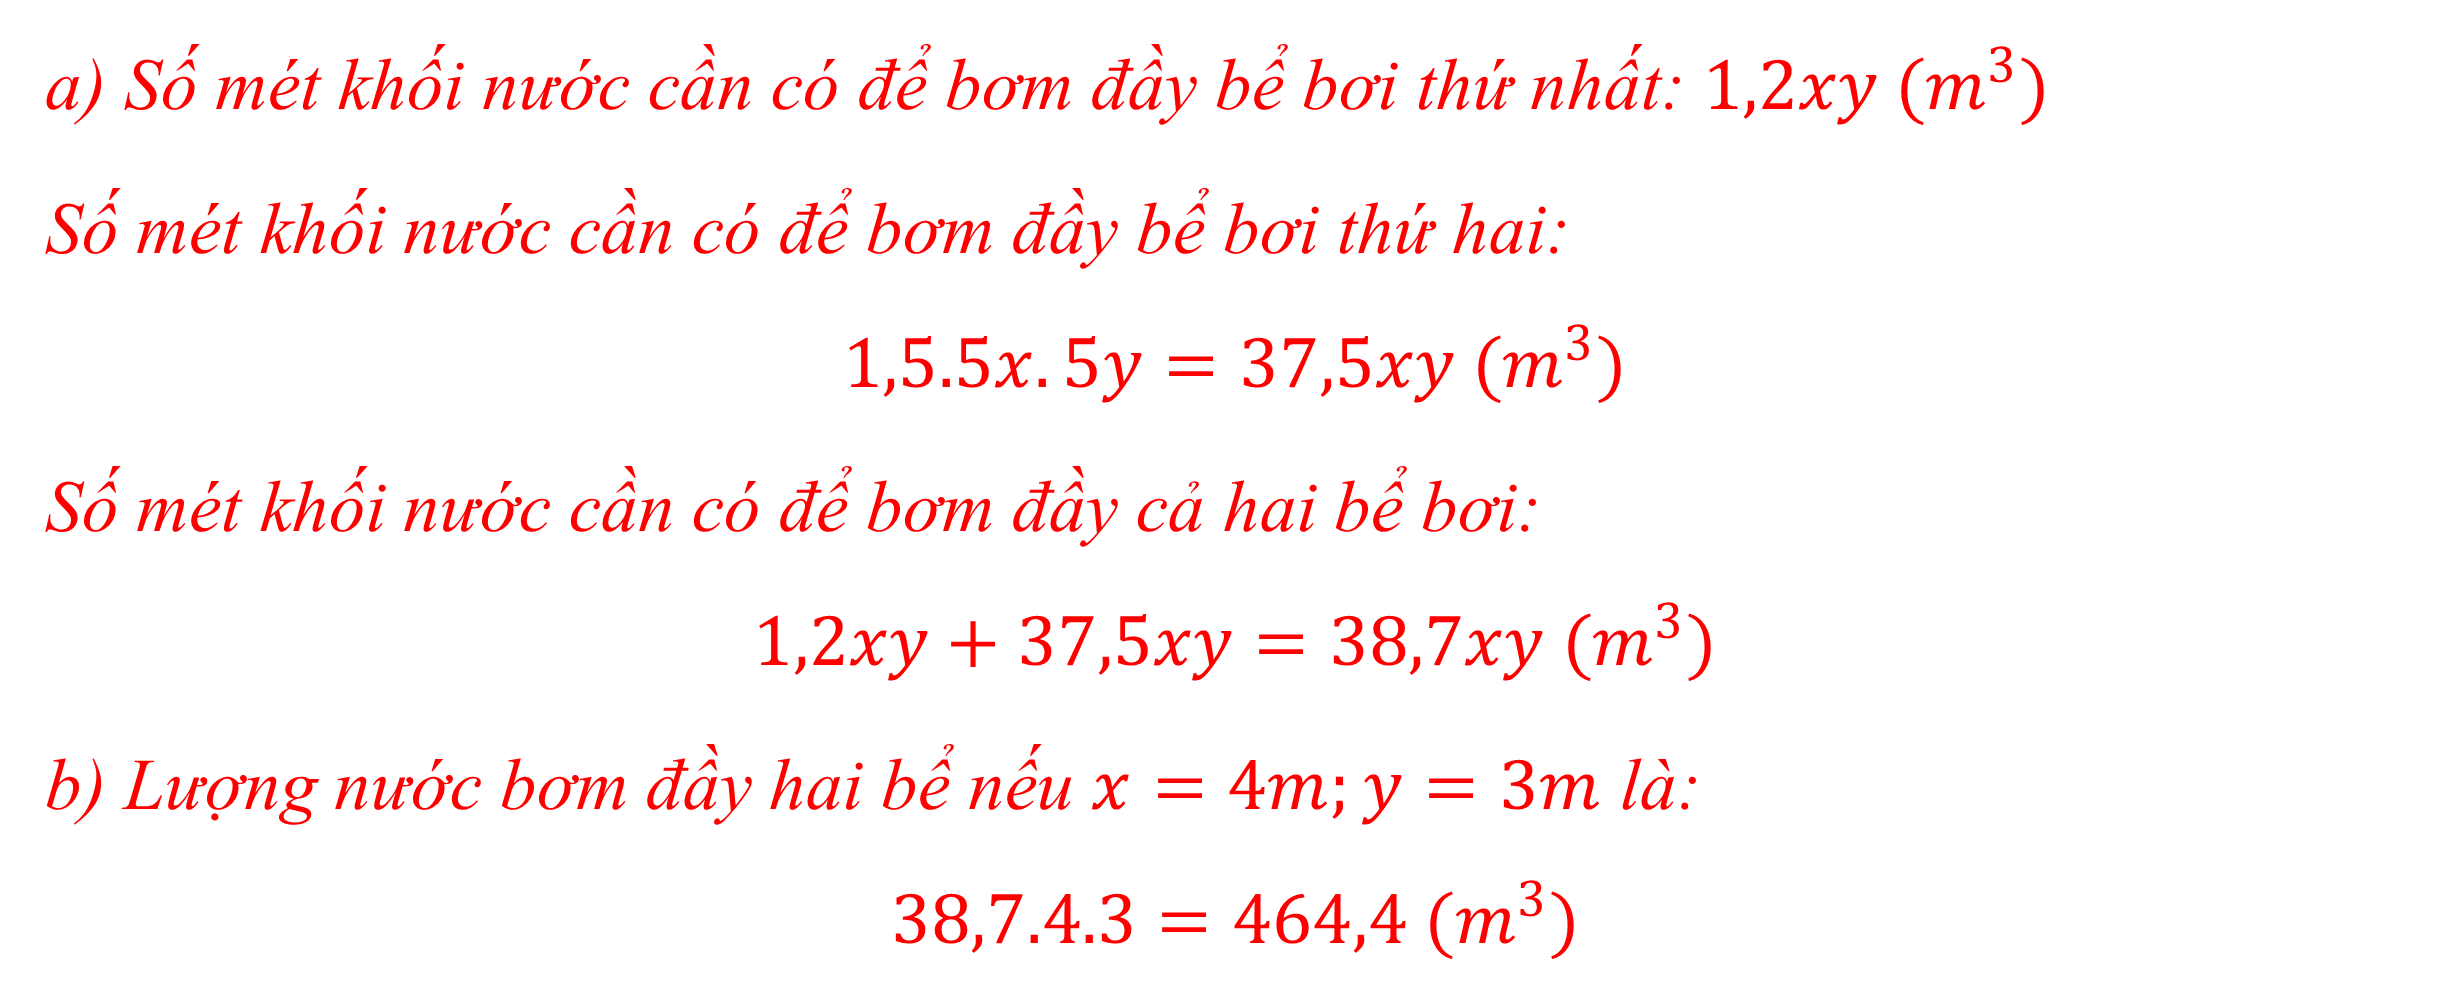 a) Số mét khối nước cần có để bơm đầy bể bơi thứ nhất: 1,2xy (m³)
Số mét khối nước cần có để bơm đầy bể bơi thứ hai:
1,5.5x. 5y = 37,5xy (m³)
Số mét khối nước cần có để bơm đầy cả hai bể bơi:
1,2xy + 37,5xy = 38,7xy (m³)
b) Lượng nước bơm đầy hai bể nếu x = 4m; y = 3m là:
38,7.4.3 = 464,4 (m³)